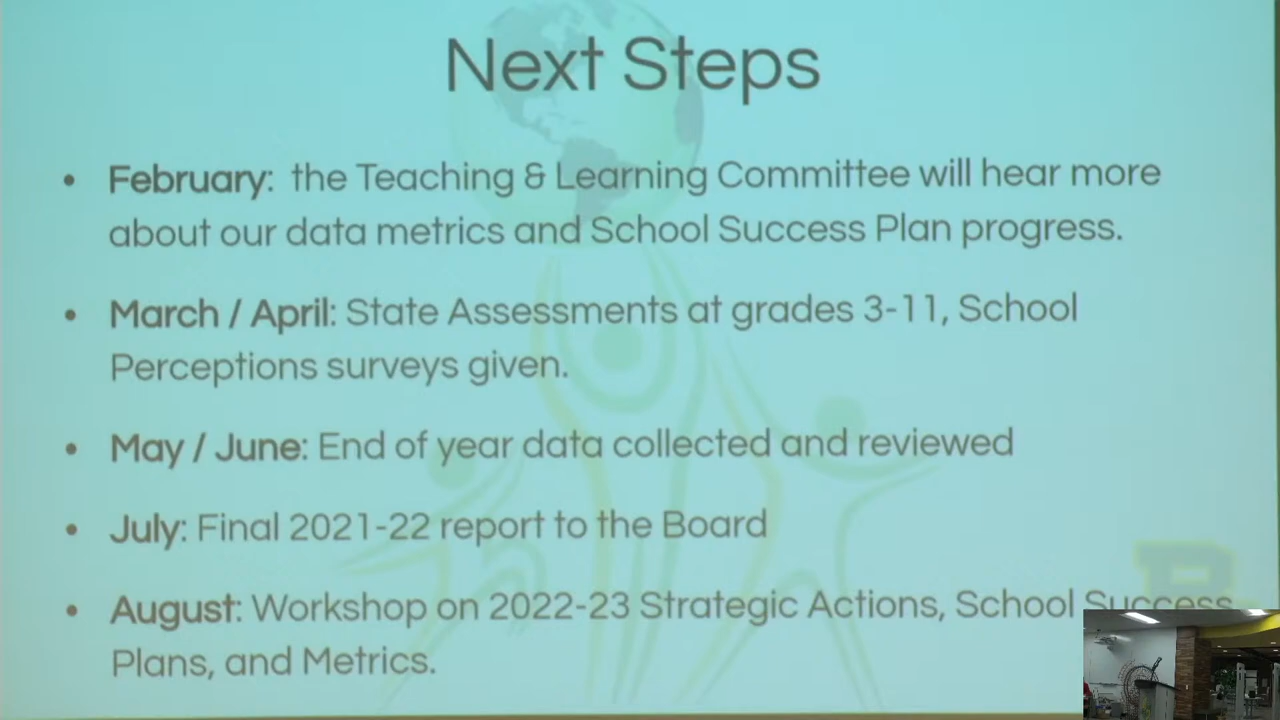 Next Steps
• February: the Teaching & Learning Committee will hear more
about our data metrics and School Success Plan progress.
• March / April: State Assessments at grades 3-11, School
Perceptions surveys given.
• May / June: End of year data collected and reviewed
• July: Final 2021-22 report to the Board
• August: Workshop on 2022-23 Strategic Actions, School Success
Plans, and Metrics.
B